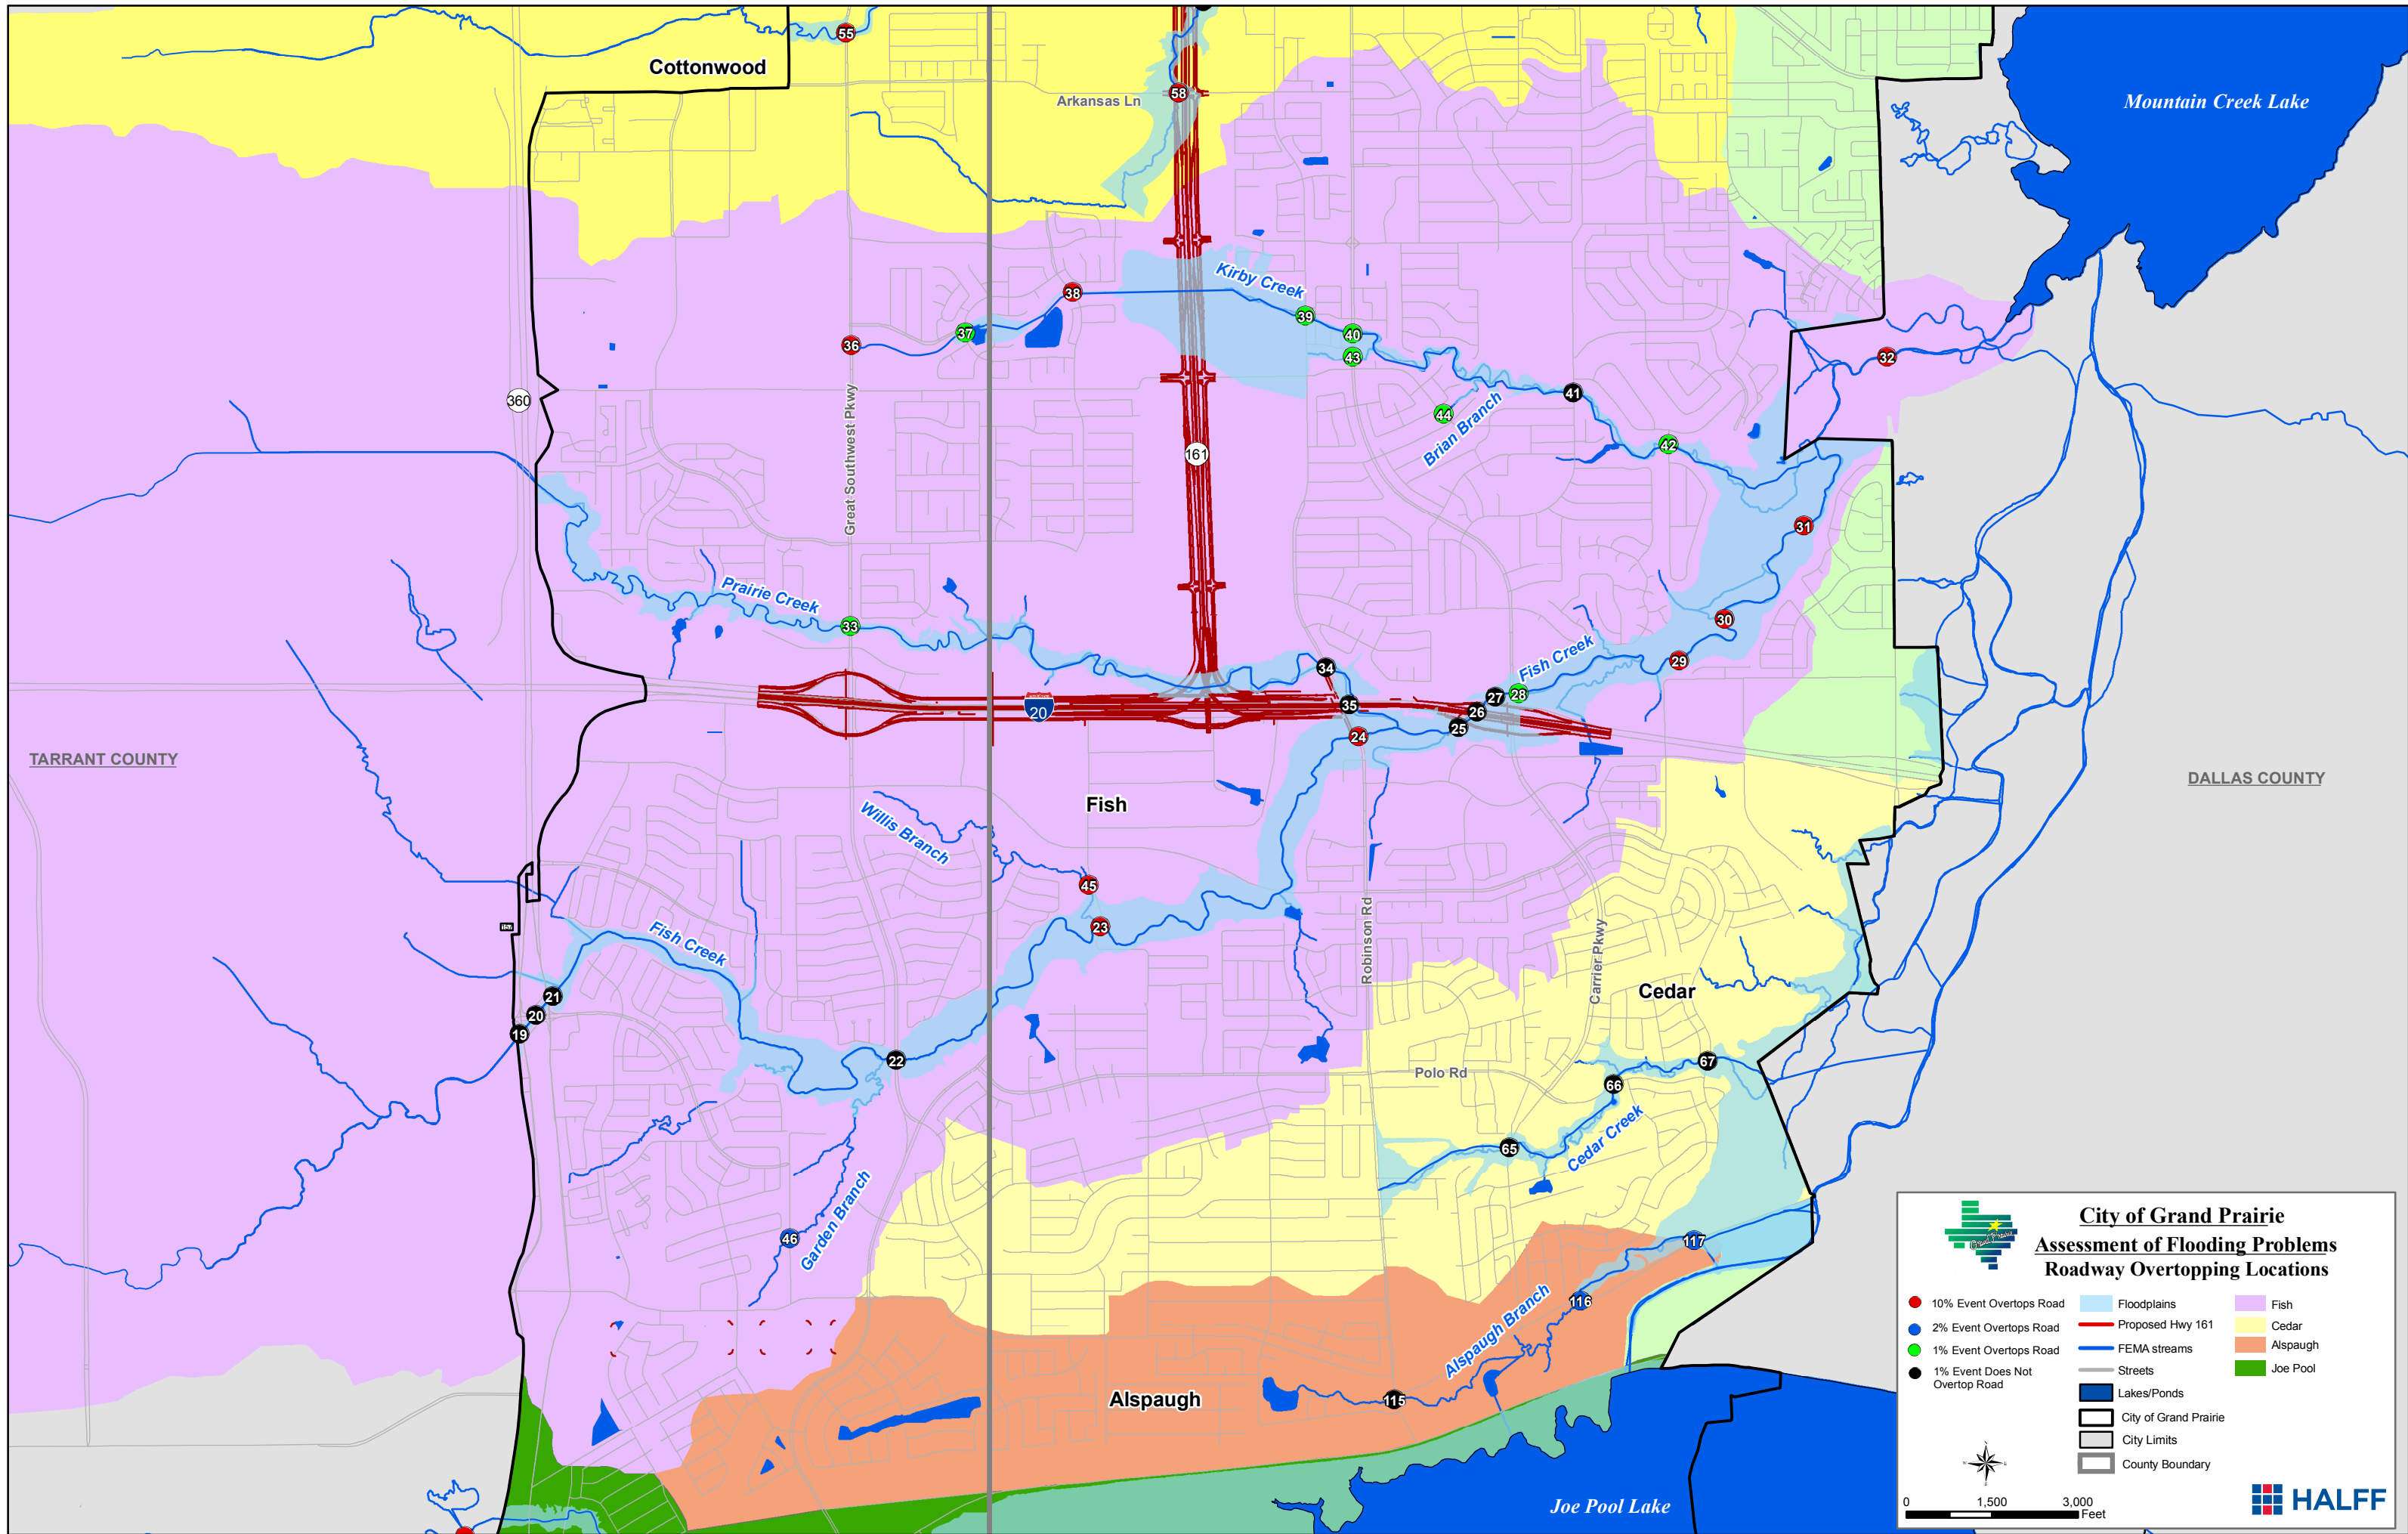 55
Cottonwood
58
Arkansas Ln
Mountain Creek Lake
Kirby Creek
38
39
37
40
36
43
32
360
41
44
Great Southwest Pkwy
Brian Branch
42
161
31
Prairie Creek
33
30
Fish Creek
29
34
28
27
35
26
20
25
24
TARRANT COUNTY
DALLAS COUNTY
Fish
Willis Branch
45
23
Robinson Rd
Carrier Pkwy
Fish Creek
Cedar
21
20
19
22
67
Polo Rd
66
65
Cedar Creek
Garden Branch
46
117
116
Alspaugh Branch
115
Alspaugh
Joe Pool Lake
City of Grand Prairie
Assessment of Flooding Problems
Roadway Overtopping Locations
Grand Prairie
10% Event Overtops Road
2% Event Overtops Road
1% Event Overtops Road
1% Event Does Not
Overtop Road
Floodplains
Proposed Hwy 161
FEMA streams
Streets
Lakes/Ponds
City of Grand Prairie
City Limits
County Boundary
Fish
Cedar
Alspaugh
Joe Pool
0 1,500 3,000
Feet
HALFF